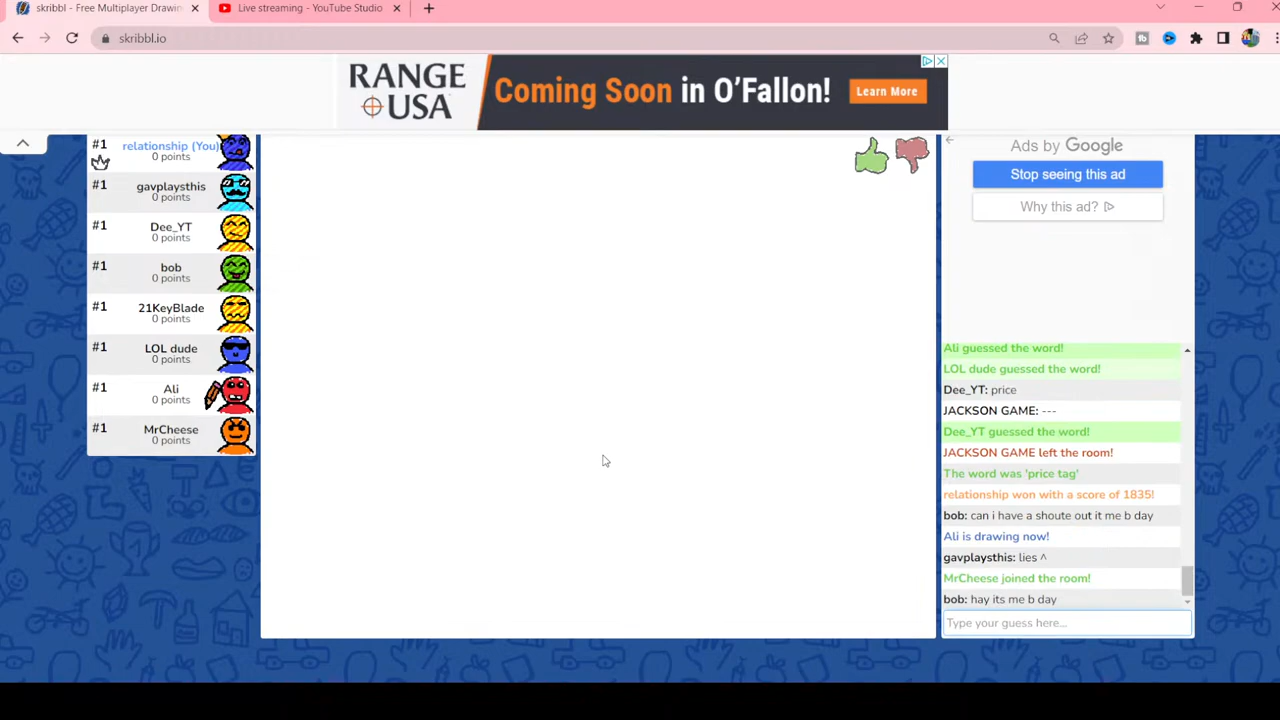 skribbl - Free Multiplayer Drawin
Live streaming - YouTube Studio
skribbl.io
RANGE USA
Coming Soon in O'Fallon!
Learn More
#1 relationship (You)
0 points
#1 gavplaysthis
0 points
#1 Dee_YT
0 points
#1 bob
0 points
#1 21KeyBlade
0 points
#1 LOL dude
0 points
#1 Ali
0 points
#1 MrCheese
0 points
Ads by Google
Stop seeing this ad
Why this ad?
Ali guessed the word!
LOL dude guessed the word!
Dee_YT: price
JACKSON GAME: ---
Dee_YT guessed the word!
JACKSON GAME left the room!
The word was 'price tag'
relationship won with a score of 1835!
bob: can i have a shoute out it me b day
Ali is drawing now!
gavplaysthis: lies ^
MrCheese joined the room!
bob: hay its me b day
Type your guess here...